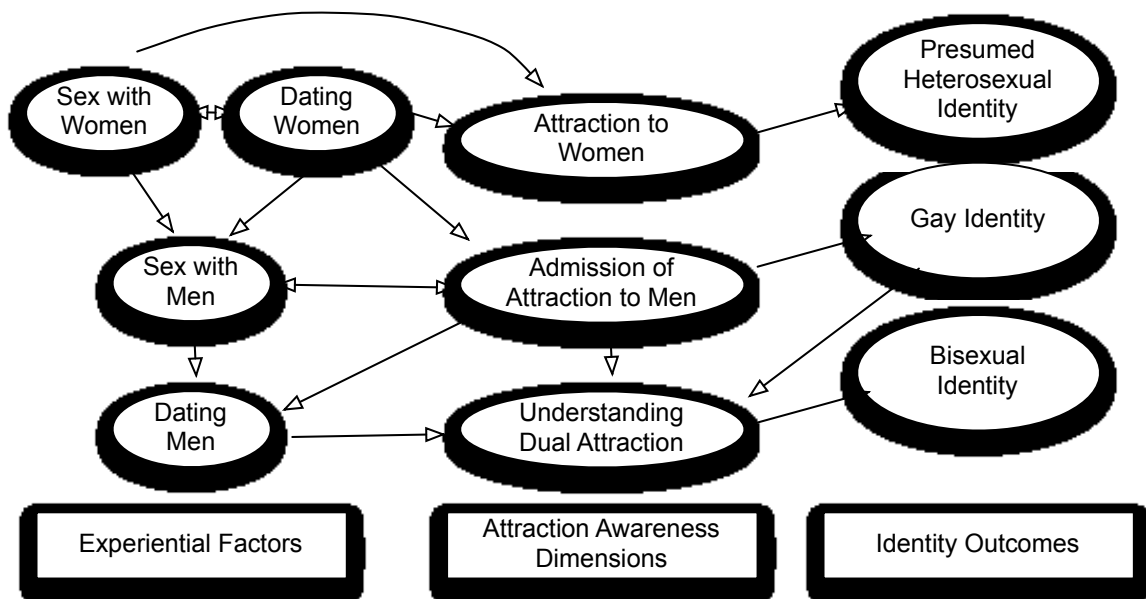 Sex with
Women
Dating
Women
Attraction to
Women
Presumed
Heterosexual
Identity
Sex with
Men
Admission of
Attraction to Men
Gay Identity
Dating
Men
Understanding
Dual Attraction
Bisexual
Identity
Experiential Factors
Attraction Awareness
Dimensions
Identity Outcomes